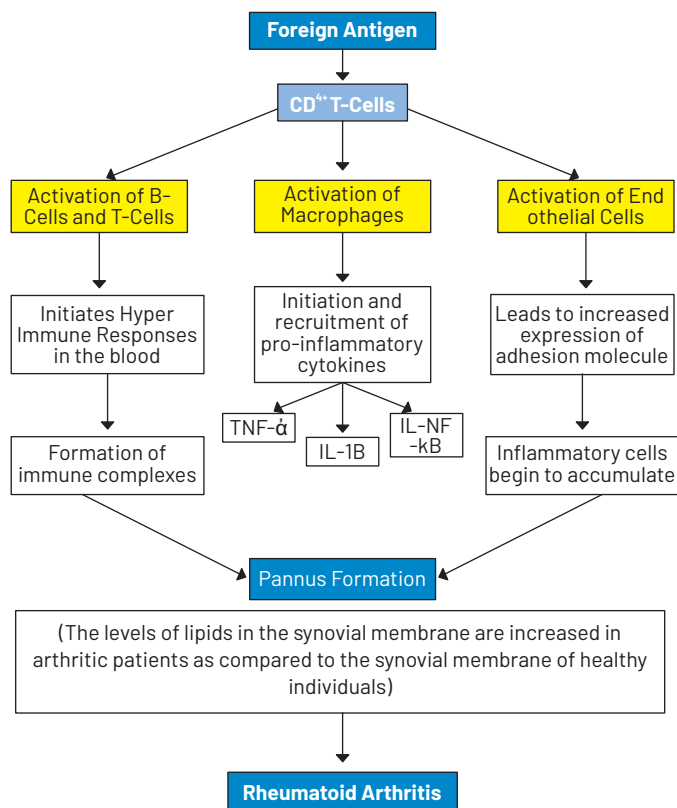 Foreign Antigen
CD⁴⁺T-Cells
Activation of B-
Cells and T-Cells
Activation of
Macrophages
Activation of End
othelial Cells
Initiates Hyper
Immune Responses
in the blood
Initiation and
recruitment of
pro-inflammatory
cytokines
Leads to increased
expression of
adhesion molecule
TNF-ἀ
IL-1B
IL-NF
-kB
Formation of
immune complexes
Inflammatory cells
begin to accumulate
Pannus Formation
(The levels of lipids in the synovial membrane are increased in
arthritic patients as compared to the synovial membrane of healthy
individuals)
Rheumatoid Arthritis